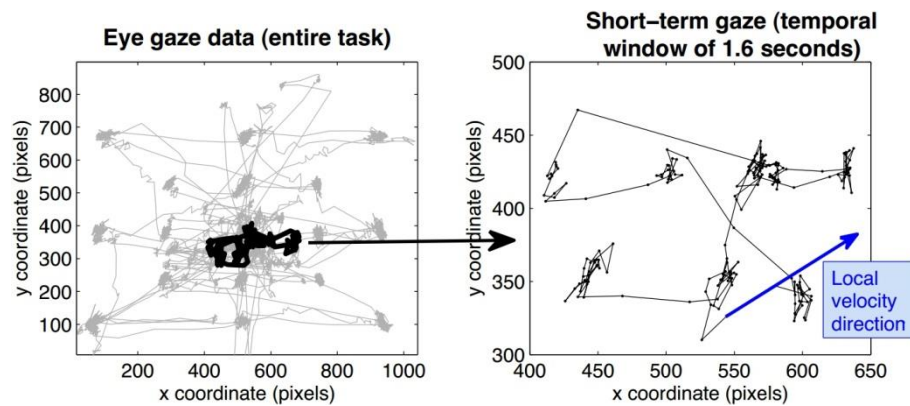 Eye gaze data (entire task)
800
700
600
500
400
300
200
100
y coordinate (pixels)
200 400 600 800 1000
x coordinate (pixels)
Short−term gaze (temporal
window of 1.6 seconds)
500
450
400
350
300
y coordinate (pixels)
400 450 500 550 600 650
x coordinate (pixels)
Local
velocity
direction